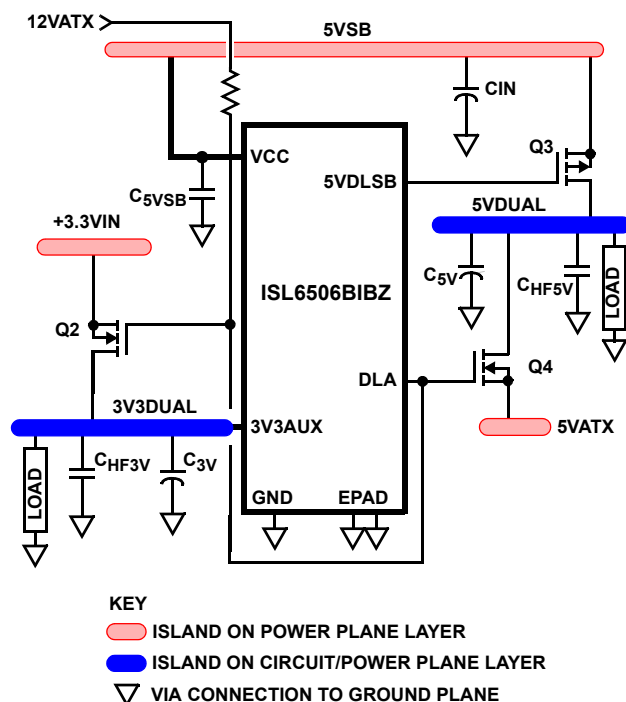 12VATX
5VSB
CIN
Q3
VCC
5VDLSB
C5VSB
5VDUAL
+3.3VIN
ISL6506BIBZ
C5V
CHF5V
LOAD
Q2
Q4
DLA
3V3DUAL
3V3AUX
5VATX
LOAD
CHF3V
C3V
GND
EPAD
KEY
ISLAND ON POWER PLANE LAYER
ISLAND ON CIRCUIT/POWER PLANE LAYER
VIA CONNECTION TO GROUND PLANE